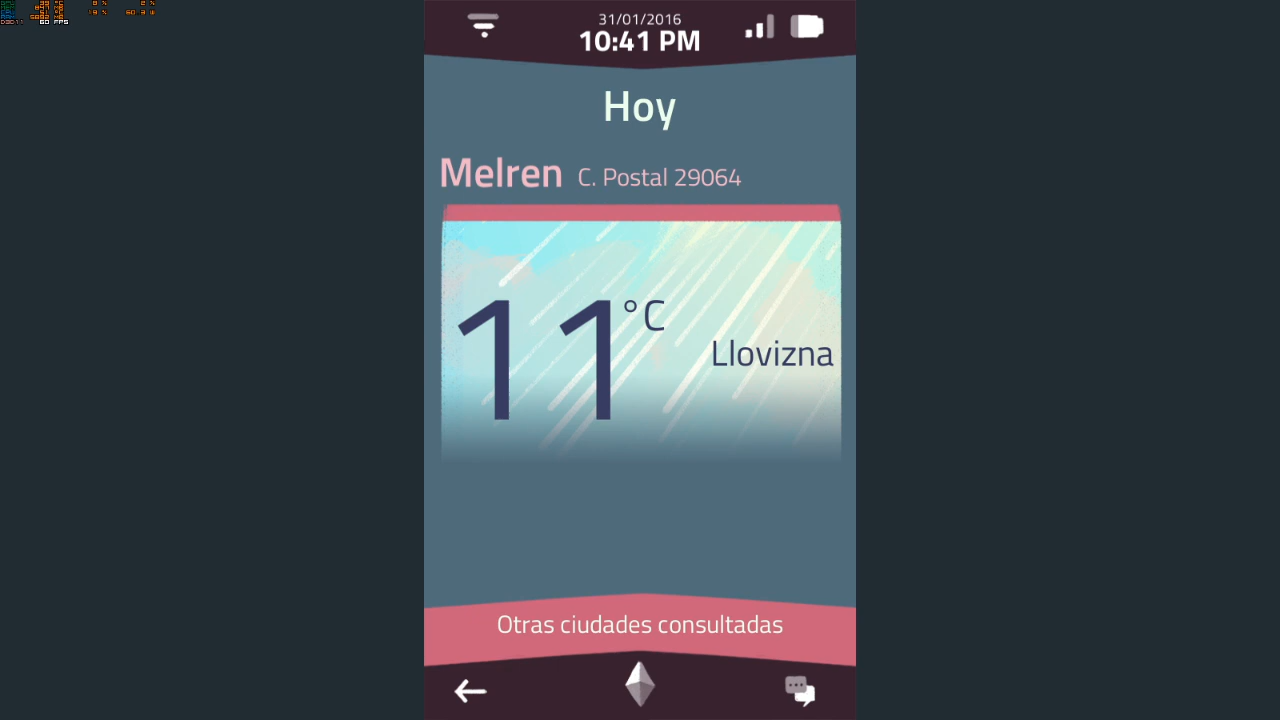 31/01/2016
10:41 PM
Hoy
Melren C. Postal 29064
11 °C
Llovizna
Otras ciudades consultadas